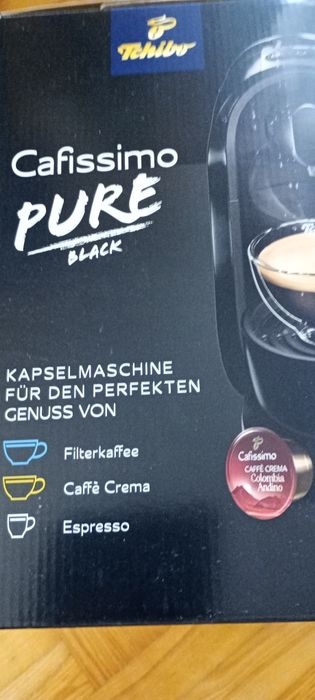 Tchibo
Cafissimo
PURE
BLACK
Tchibo
KAPSELMASCHINE
FÜR DEN PERFEKTEN
GENUSS VON
Filterkaffee
Caffè Crema
Espresso
Cafissimo
CAFFÈ CREMA
Colombia
Andino